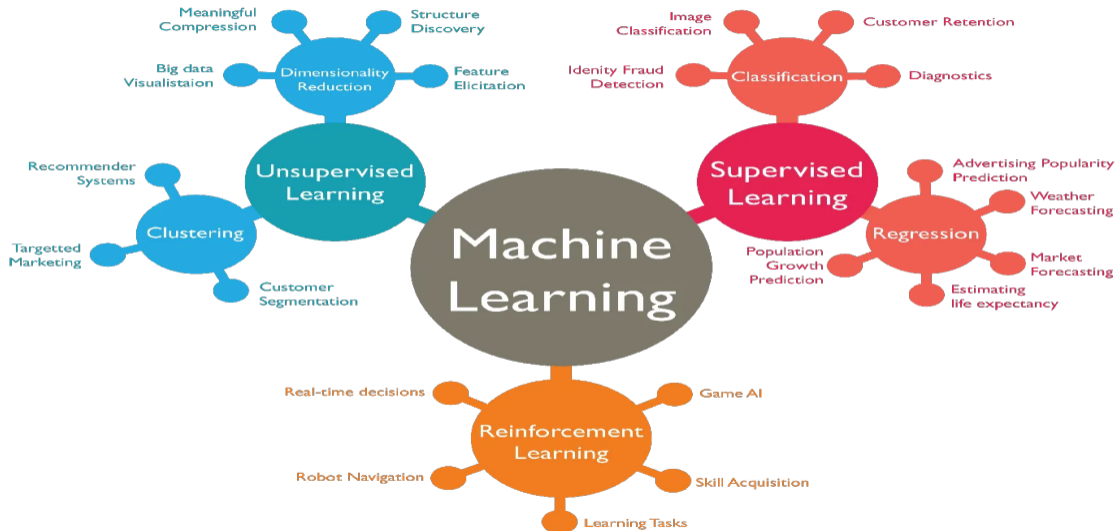 Meaningful
Compression
Structure
Discovery
Big data
Visualistaion
Dimensionality
Reduction
Feature
Elicitation
Image
Classification
Customer Retention
Idenity Fraud
Detection
Classification
Diagnostics
Unsupervised
Learning
Supervised
Learning
Recommender
Systems
Clustering
Targetted
Marketing
Customer
Segmentation
Machine
Learning
Advertising Popularity
Prediction
Weather
Forecasting
Regression
Population
Growth
Prediction
Market
Forecasting
Estimating
life expectancy
Real-time decisions
Game AI
Reinforcement
Learning
Robot Navigation
Skill Acquisition
Learning Tasks